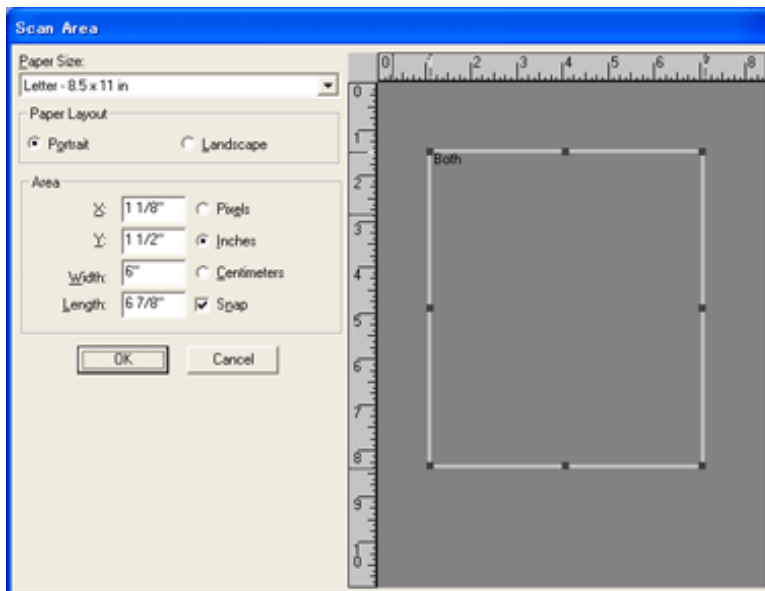 Scan Area
Paper Size:
Letter - 8.5 x 11 in
Paper Layout
Portrait
Landscape
Area
X: 1 1/8" Pixels
Y: 1 1/2" Inches
Width: 6" Centimeters
Length: 6 7/8" Snap
OK Cancel
0 1 2 3 4 5 6 7 8
0
1
2
3
4
5
6
7
8
9
10
Both